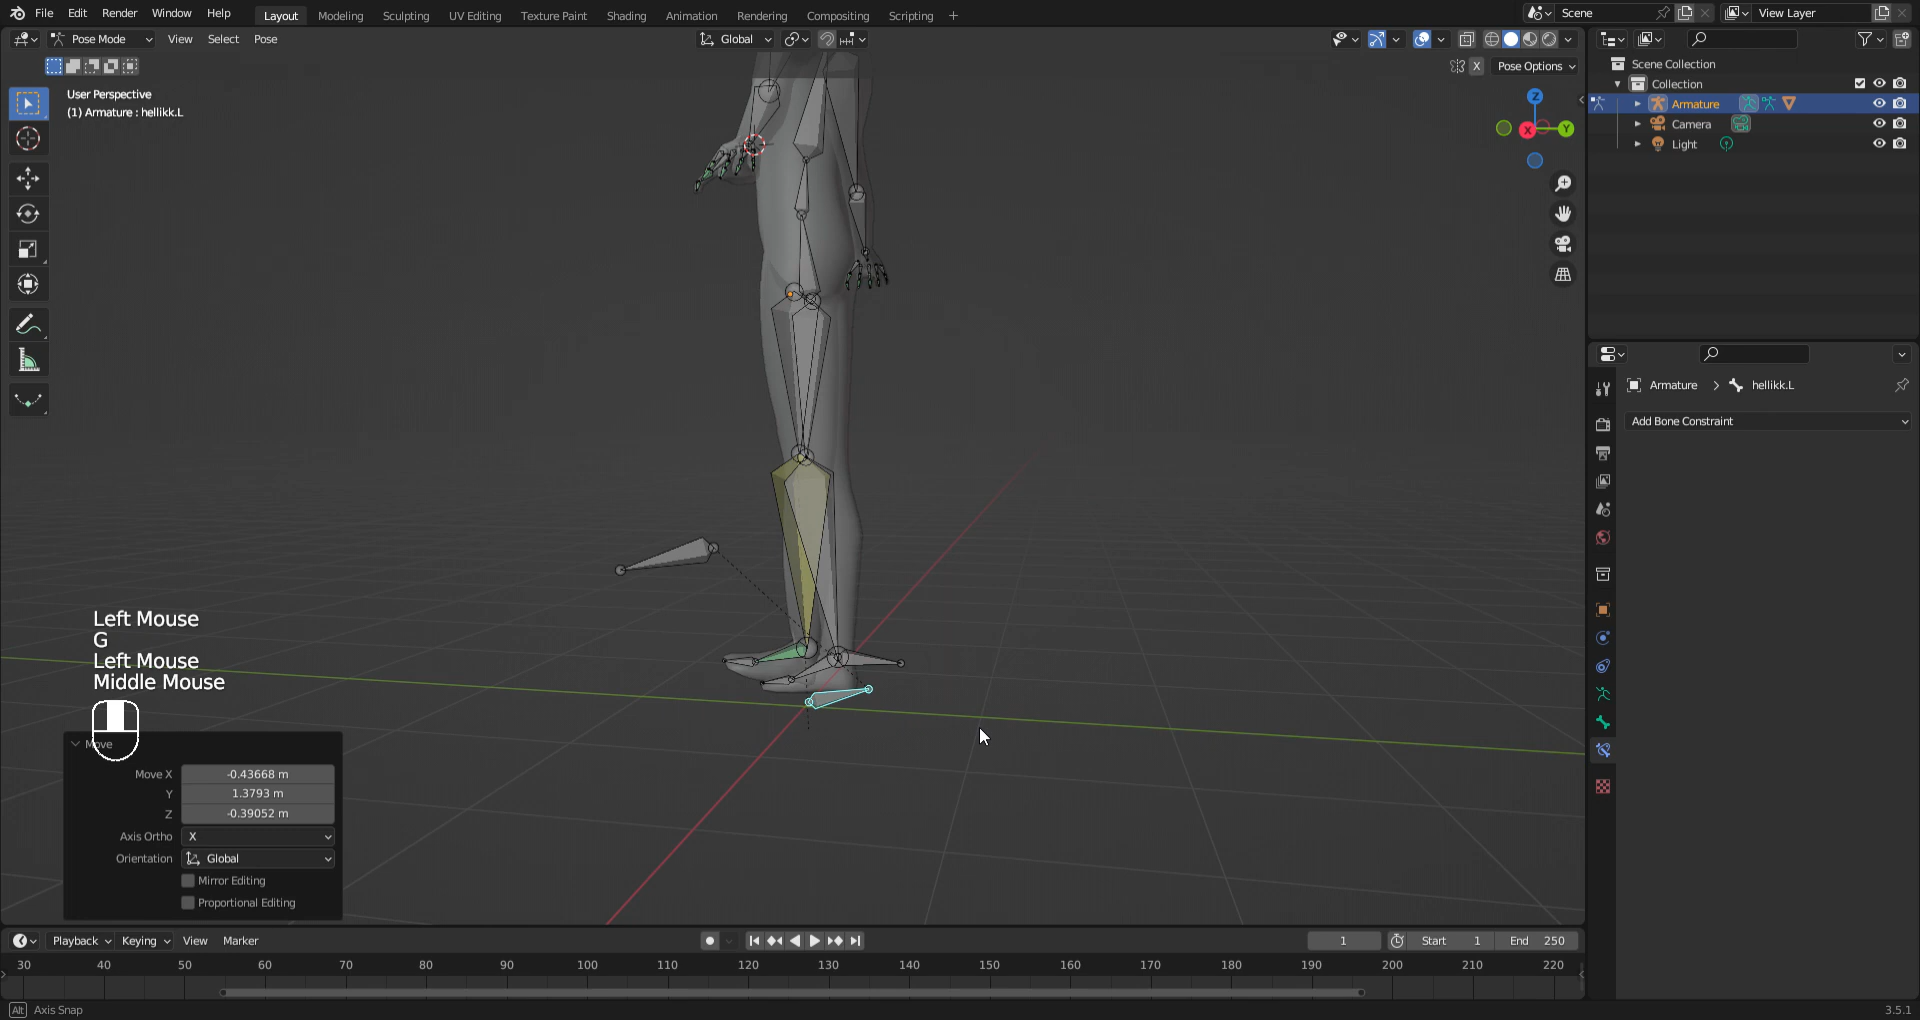 File Edit Render Window Help Layout Modeling Sculpting UV Editing Texture Paint Shading Animation Rendering Compositing Scripting + Scene View Layer
Pose Mode View Select Pose Global
X Pose Options
User Perspective
(1) Armature : hellikk.L
Z
X Y
Scene Collection
Collection
Armature
Camera
Light
Armature > hellikk.L
Add Bone Constraint
Left Mouse
G
Left Mouse
Middle Mouse
Move
Move X -0.43668 m
Y 1.3793 m
Z -0.39052 m
Axis Ortho X
Orientation Global
Mirror Editing
Proportional Editing
Playback Keying View Marker 1 Start 1 End 250
30 40 50 60 70 80 90 100 110 120 130 140 150 160 170 180 190 200 210 220
Alt Axis Snap 3.5.1